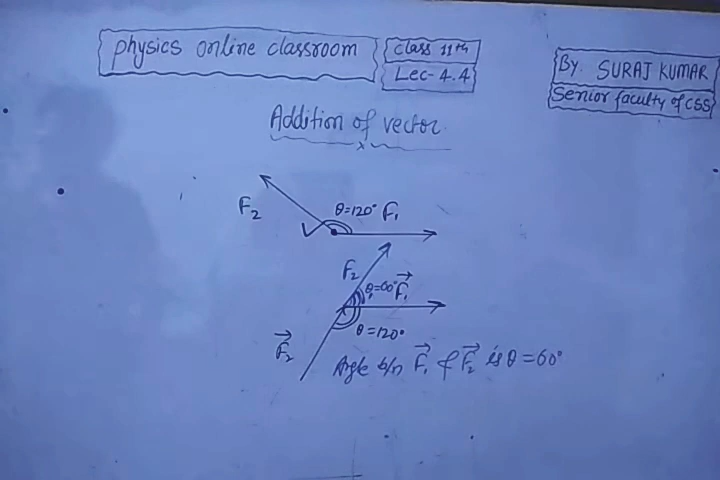 physics online classroom
class 11th
Lec- 4.4
By. SURAJ KUMAR
Senior faculty of CSS
Addition of vector
F₂ θ=120° F₁
F₂ θ₁=60° F₁
F₂ θ=120°
Angle b/n F₁ & F₂ is θ=60°